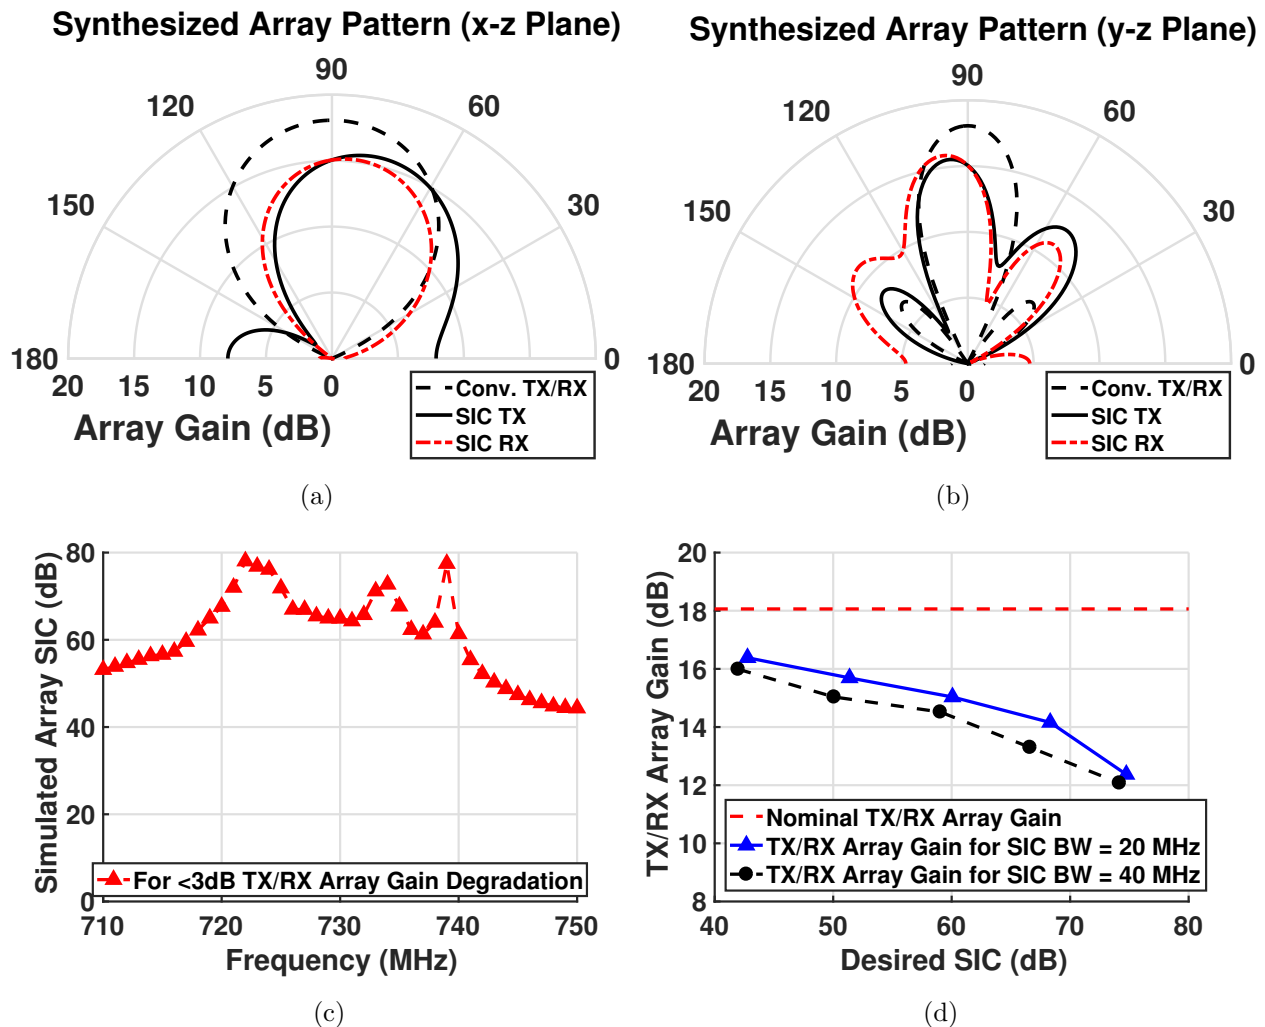 Synthesized Array Pattern (x-z Plane)
90
120
60
150
30
180
0
20 15 10 5 0
Array Gain (dB)
Conv. TX/RX
SIC TX
SIC RX
(a)
Synthesized Array Pattern (y-z Plane)
90
120
60
150
30
180
0
20 15 10 5 0
Array Gain (dB)
Conv. TX/RX
SIC TX
SIC RX
(b)
Simulated Array SIC (dB)
80
60
40
20
0
For <3dB TX/RX Array Gain Degradation
710 720 730 740 750
Frequency (MHz)
(c)
TX/RX Array Gain (dB)
20
18
16
14
12
10
8
Nominal TX/RX Array Gain
TX/RX Array Gain for SIC BW = 20 MHz
TX/RX Array Gain for SIC BW = 40 MHz
40 50 60 70 80
Desired SIC (dB)
(d)